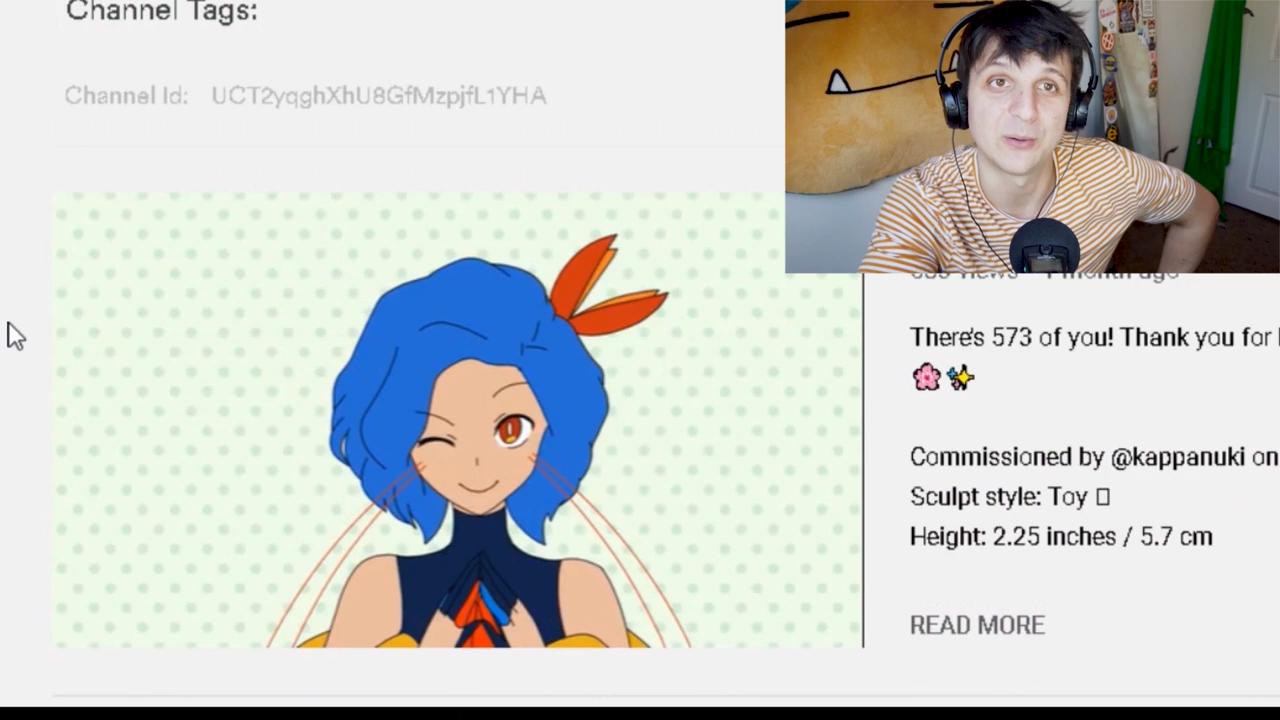 Channel Tags:
Channel Id: UCT2yqghXhU8GfMzpjfL1YHA
There's 573 of you! Thank you for
Commissioned by @kappanuki on
Sculpt style: Toy
Height: 2.25 inches / 5.7 cm
READ MORE